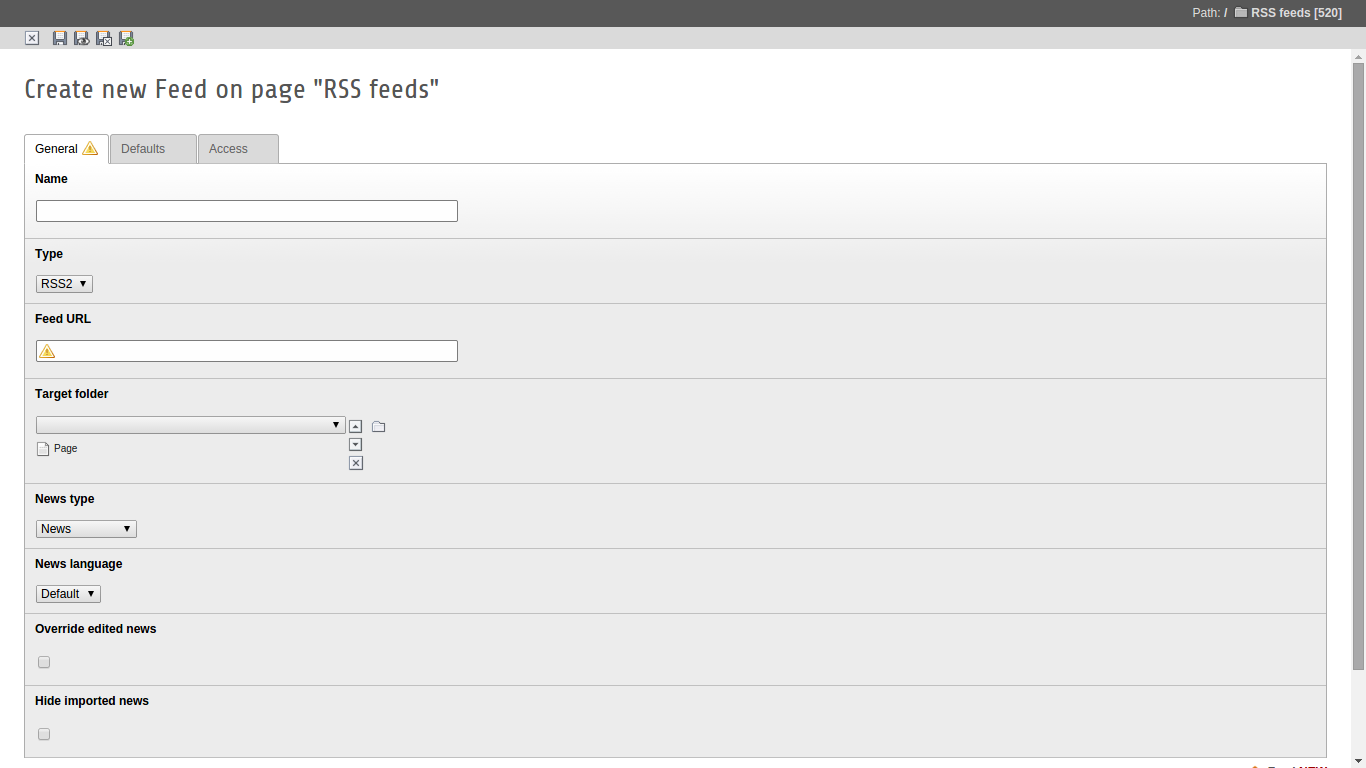 Path: / RSS feeds [520]
Create new Feed on page "RSS feeds"
General Defaults Access
Name
Type
RSS2
Feed URL
Target folder
Page
News type
News
News language
Default
Override edited news
Hide imported news